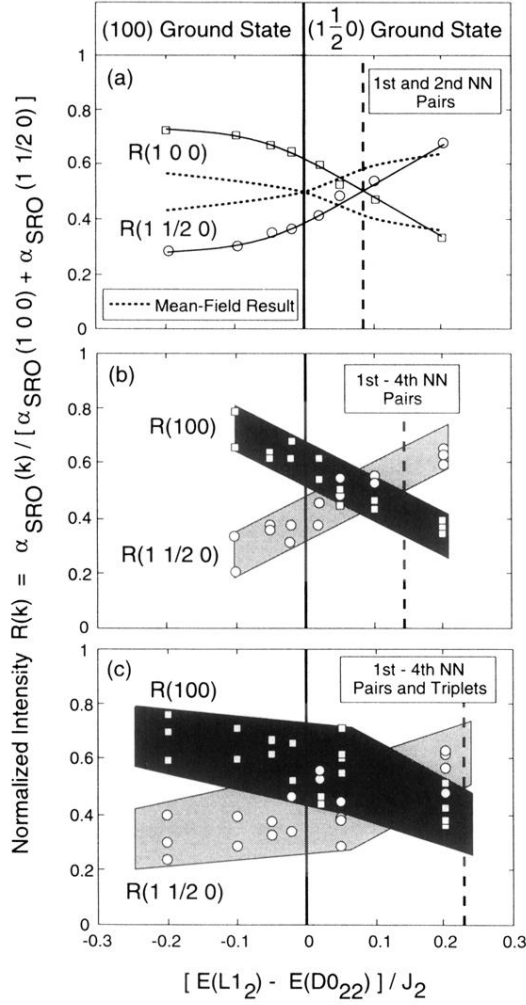 (100) Ground State
(1 1/2 0) Ground State
1
(a)
1st and 2nd NN
Pairs
0.8
R(1 0 0)
0.6
0.4
R(1 1/2 0)
0.2
Mean-Field Result
0
(b)
1st - 4th NN
Pairs
0.8
R(100)
0.6
0.4
R(1 1/2 0)
0.2
0
1
(c)
1st - 4th NN
Pairs and Triplets
R(100)
0.8
0.6
0.4
0.2
R(1 1/2 0)
0
-0.3 -0.2 -0.1 0 0.1 0.2 0.3
[ E(L1₂) - E(D0₂₂) ] / J₂
Normalized Intensity R(k) = α_SRO(k) / [ α_SRO(1 0 0) + α_SRO(1 1/2 0) ]